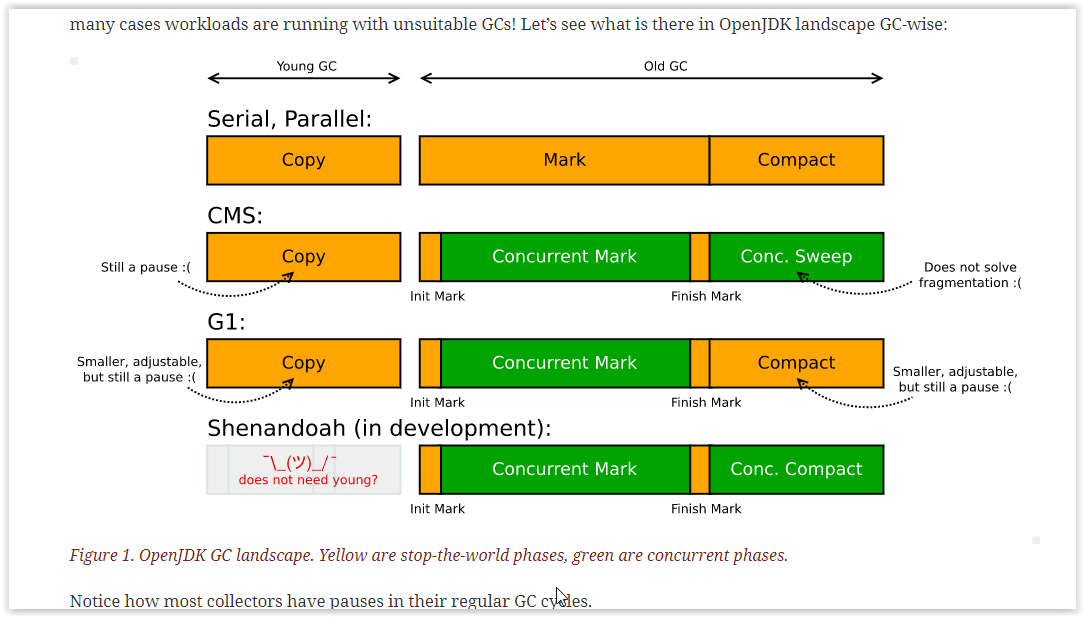 many cases workloads are running with unsuitable GCs! Let’s see what is there in OpenJDK landscape GC-wise:
Young GC
Old GC
Serial, Parallel:
Copy
Mark
Compact
CMS:
Still a pause :(
Copy
Concurrent Mark
Conc. Sweep
Does not solve
fragmentation :(
Init Mark
Finish Mark
G1:
Smaller, adjustable,
but still a pause :(
Copy
Concurrent Mark
Compact
Smaller, adjustable,
but still a pause :(
Init Mark
Finish Mark
Shenandoah (in development):
¯\_(ツ)_/¯
does not need young?
Concurrent Mark
Conc. Compact
Init Mark
Finish Mark
Figure 1. OpenJDK GC landscape. Yellow are stop-the-world phases, green are concurrent phases.
Notice how most collectors have pauses in their regular GC cycles.